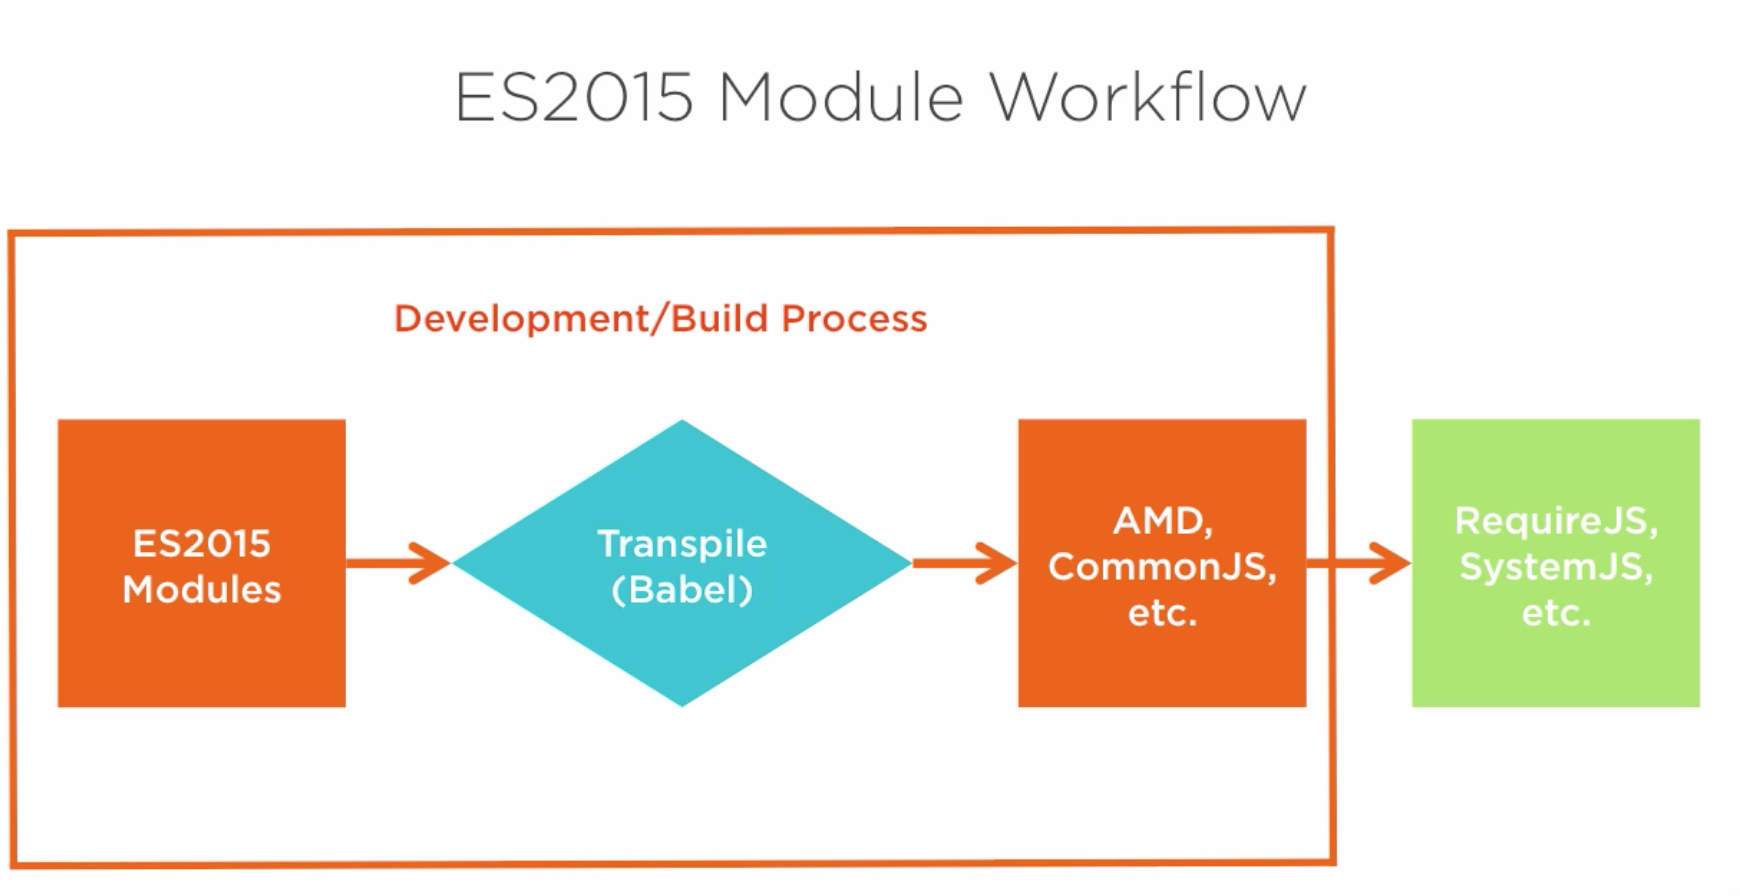 ES2015 Module Workflow
Development/Build Process
ES2015
Modules
Transpile
(Babel)
AMD,
CommonJS,
etc.
RequireJS,
SystemJS,
etc.